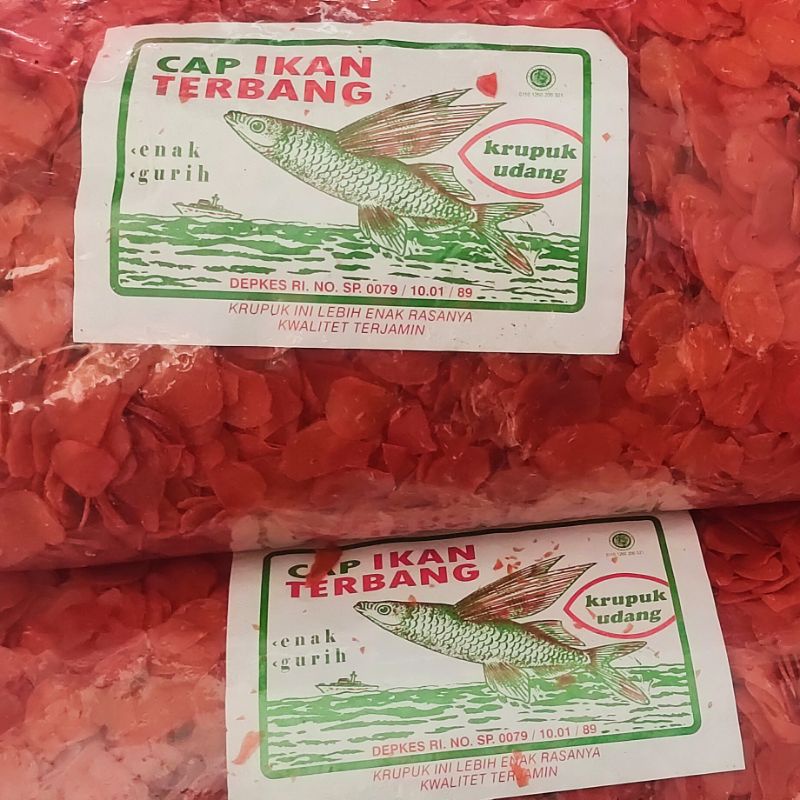 CAP IKAN
TERBANG
‹enak
‹gurih
krupuk
udang
DEPKES RI. NO. SP. 0079 / 10.01 / 89
KRUPUK INI LEBIH ENAK RASANYA
KWALITET TERJAMIN
CAP IKAN
TERBANG
‹enak
‹gurih
krupuk
udang
DEPKES RI. NO. SP. 0079 / 10.01 / 89
KRUPUK INI LEBIH ENAK RASANYA
KWALITET TERJAMIN